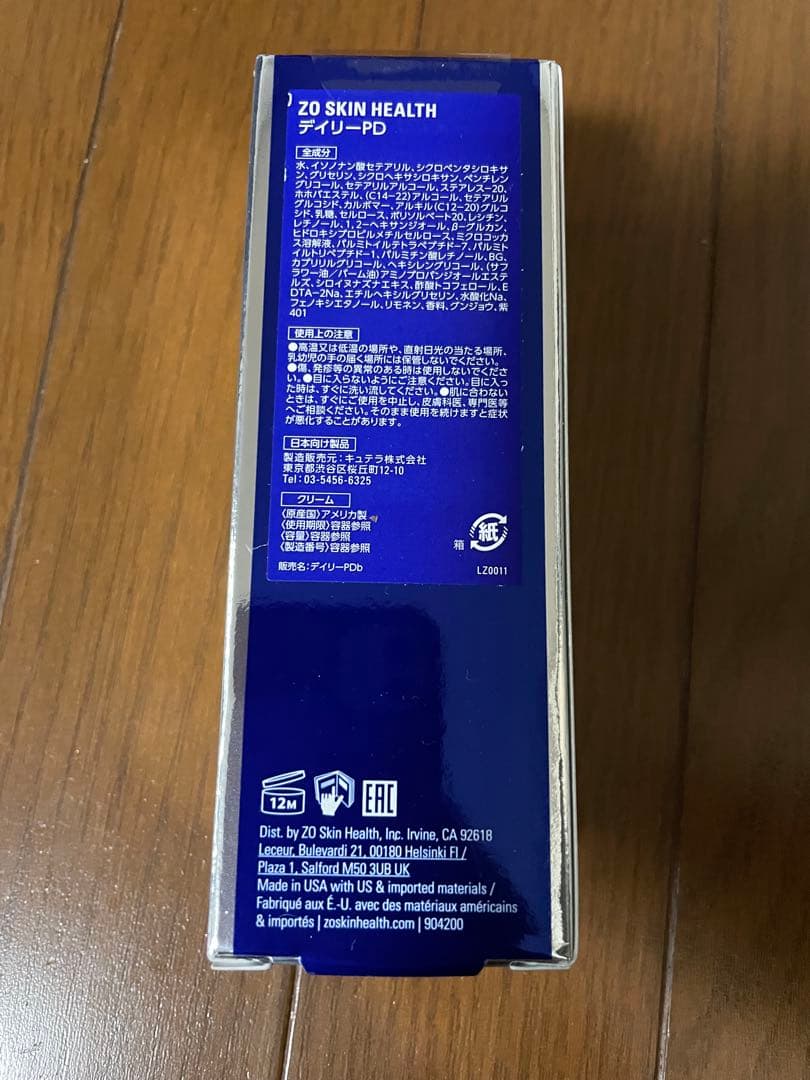 ZO SKIN HEALTH
デイリーPD
全成分
水、イソノナン酸セテアリル、シクロペンタシロキサ
ン、グリセリン、シクロヘキサシロキサン、ペンチレン
グリコール、セテアリルアルコール、ステアレス-20、
ホホバエステル、(C14-22)アルコール、セテアリル
グルコシド、カルボマー、アルキル(C12-20)グルコ
シド、乳糖、セルロース、ポリソルベート20、レシチン、
レチノール、1,2-ヘキサンジオール、β-グルカン、
ヒドロキシプロピルメチルセルロース、ミクロコッカ
ス溶解液、パルミトイルテトラペプチド-7、パルミト
イルトリペプチド-1、パルミチン酸レチノール、BG、
カプリリルグリコール、ヘキシレングリコール、(サフ
ラワー油/パーム油)アミノプロパンジオールエステ
ルズ、シロイヌナズナエキス、酢酸トコフェロール、E
DTA-2Na、エチルヘキシルグリセリン、水酸化Na、
フェノキシエタノール、リモネン、香料、グンジョウ、紫
401
使用上の注意
●高温又は低温の場所や、直射日光の当たる場所、
乳幼児の手の届く場所には保管しないでください。
●傷、発疹等の異常のある時は使用しないでくださ
い。●目に入らないようにご注意ください。目に入っ
た時は、すぐに洗い流してください。●肌に合わない
ときは、すぐにご使用を中止し、皮膚科医、専門医等
へご相談ください。そのまま使用を続けますと症状
が悪化することがあります。
日本向け製品
製造販売元:キュテラ株式会社
東京都渋谷区桜丘町12-10
Tel:03-5456-6325
クリーム
〈原産国〉アメリカ製
〈使用期限〉容器参照
〈容量〉容器参照
〈製造番号〉容器参照
箱 紙
販売名:デイリーPDb LZ0011
12M EAC
Dist. by ZO Skin Health, Inc. Irvine, CA 92618
Leceur, Bulevardi 21, 00180 Helsinki FI /
Plaza 1, Salford M50 3UB UK
Made in USA with US & imported materials /
Fabriqué aux É.-U. avec des matériaux américains
& importés | zoskinhealth.com | 904200